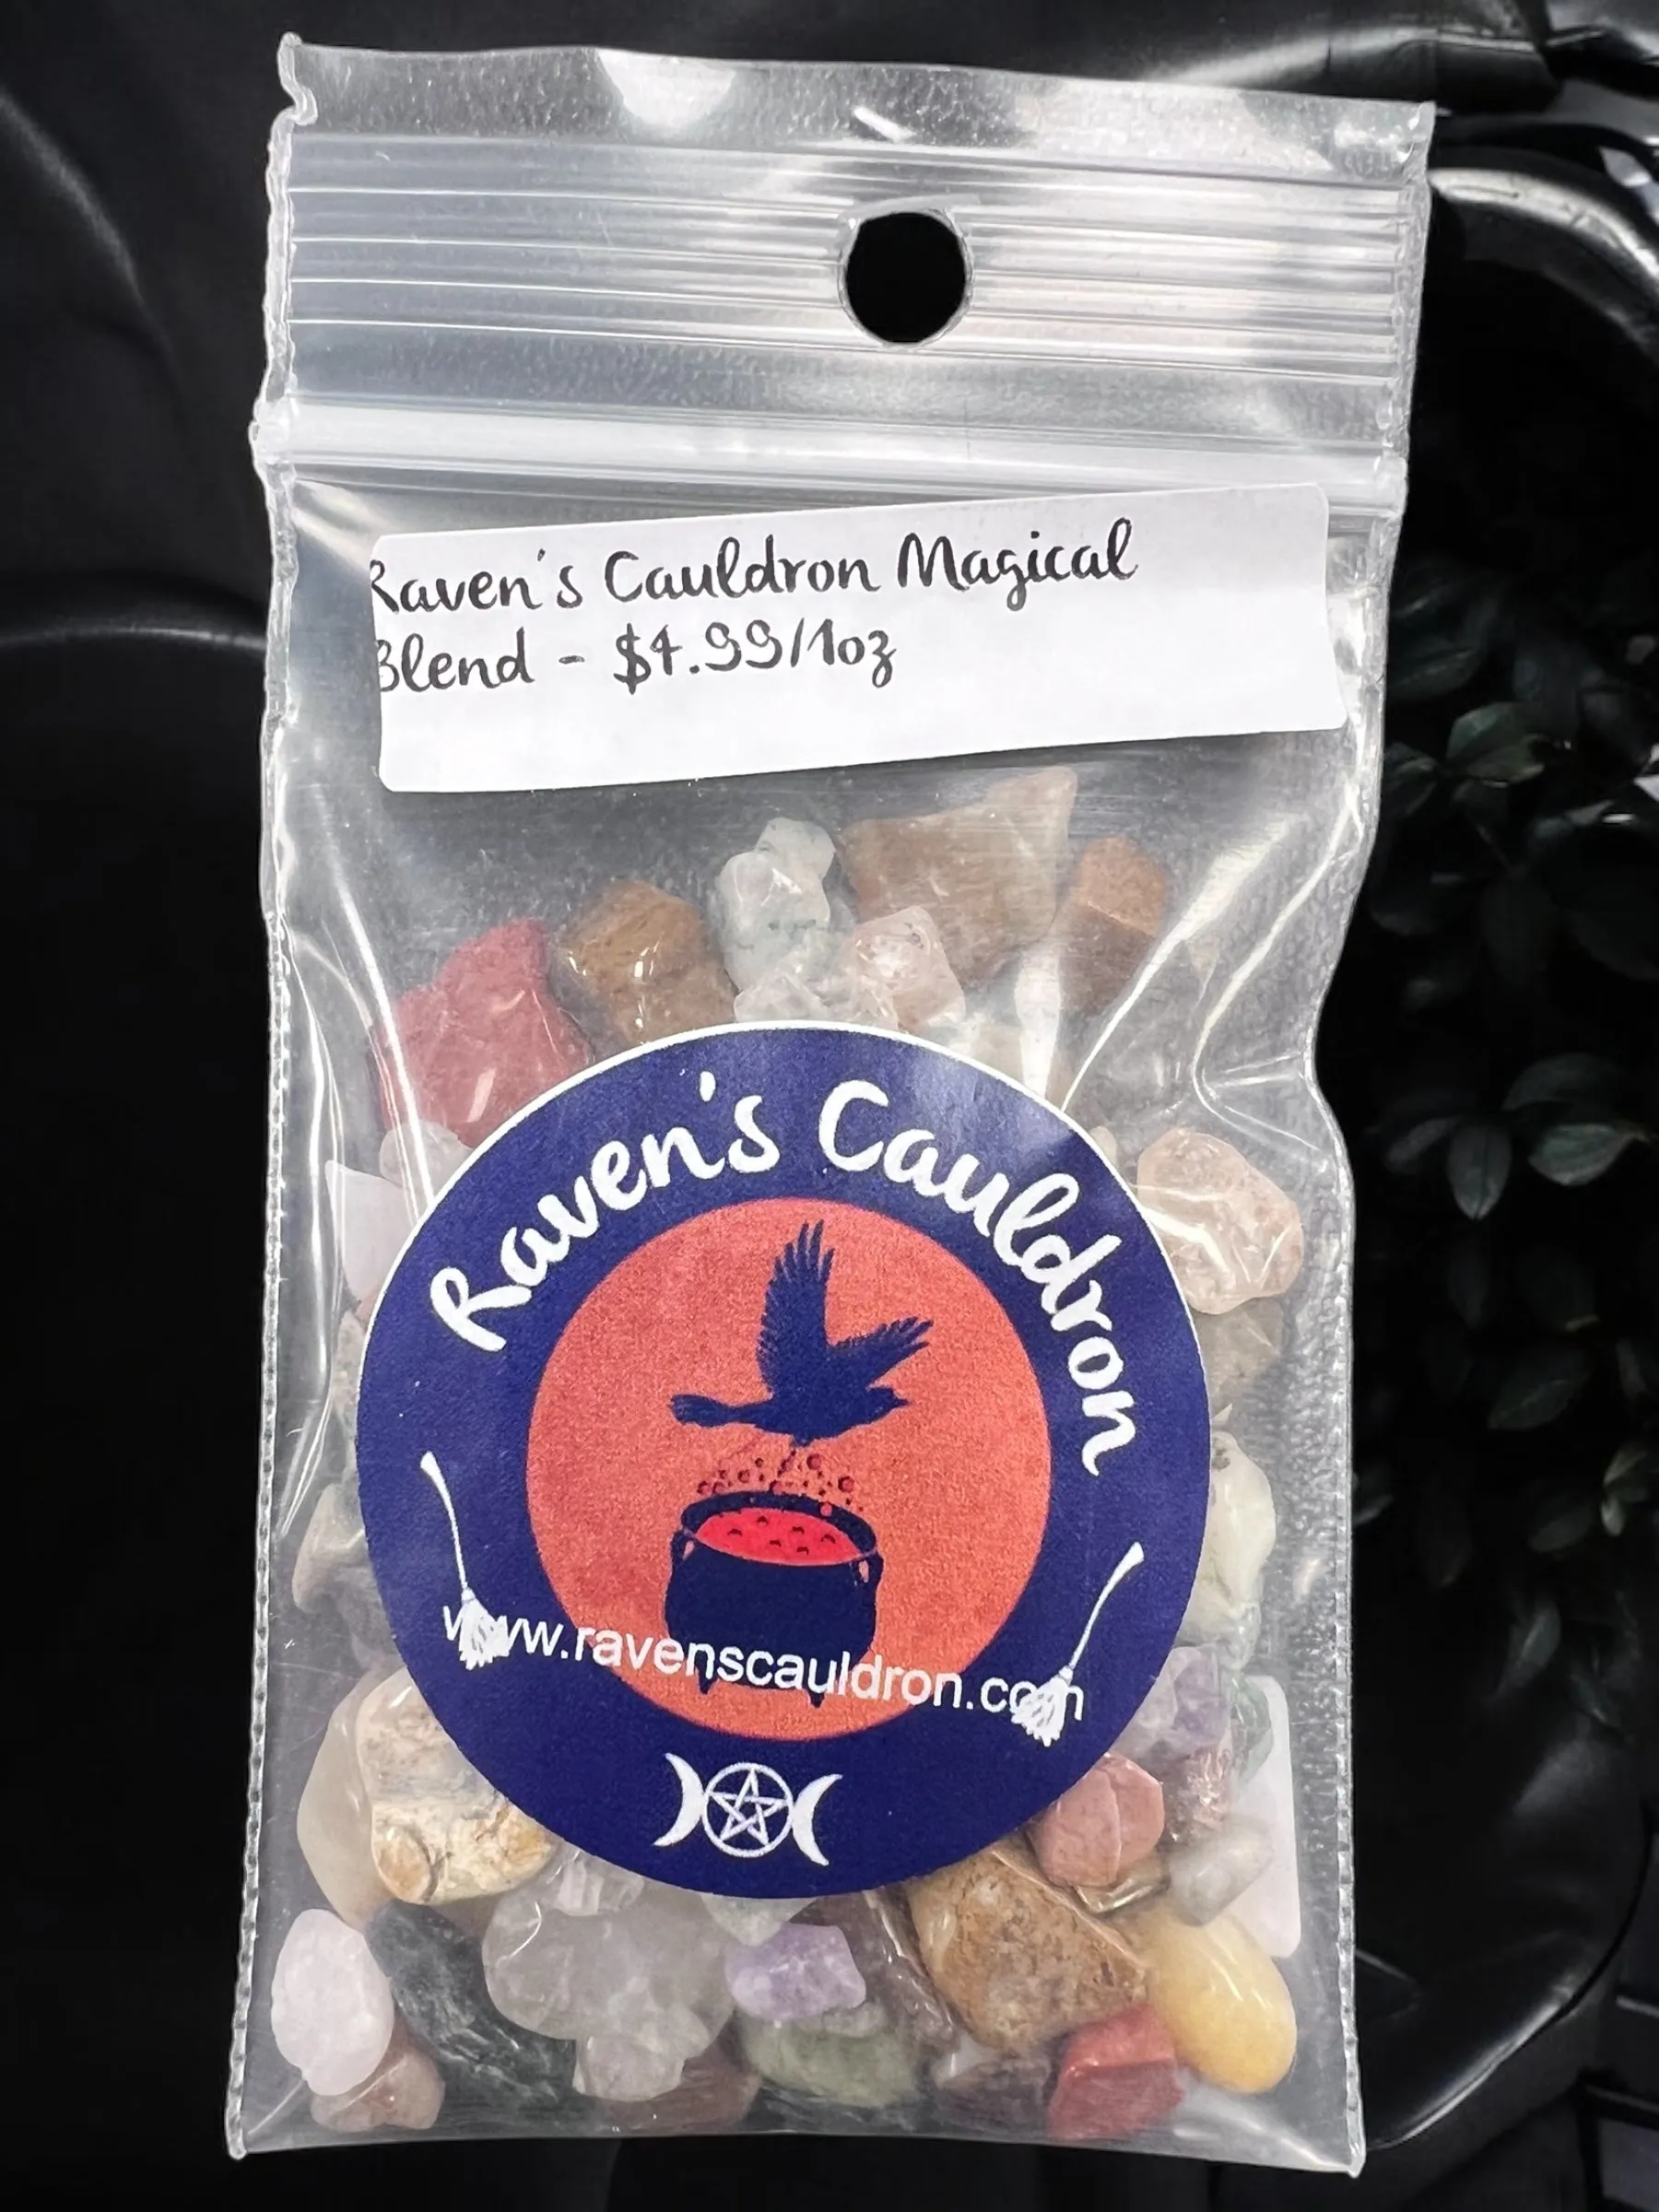 Raven's Cauldron Magical
Blend - $4.99/1oz
Raven's Cauldron
www.ravenscauldron.com